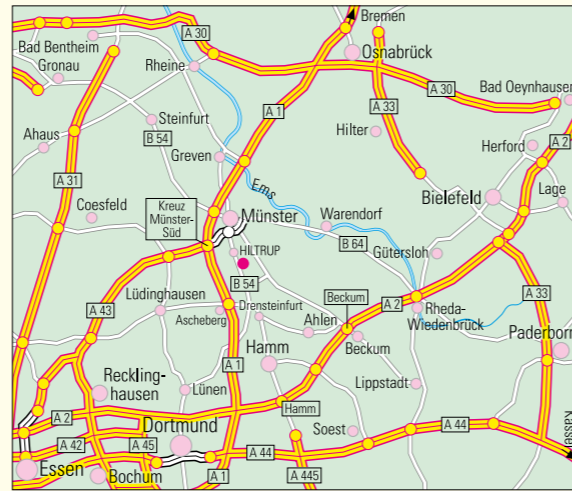 Bremen
A 30
Osnabrück
Bad Bentheim
Gronau
Rheine
A 30
Bad Oeynhausen
A 1
A 33
Steinfurt
Hilter
B 54
Ahaus
Herford
A 2
Greven
A 31
Ems
Bielefeld
Lage
Coesfeld
Kreuz
Münster-
Süd
Münster
Warendorf
B 64
Gütersloh
HILTRUP
B 54
A 43
Lüdinghausen
Ascheberg
Drensteinfurt
Beckum
A 2
Rheda-
Wiedenbrück
A 33
Ahlen
Beckum
Paderborn
A 1
Hamm
Lippstadt
Reckling-
hausen
Lünen
Hamm
A 2
Dortmund
Soest
A 44
A 42
A 45
A 44
Kassel
Essen
Bochum
A 1
A 445